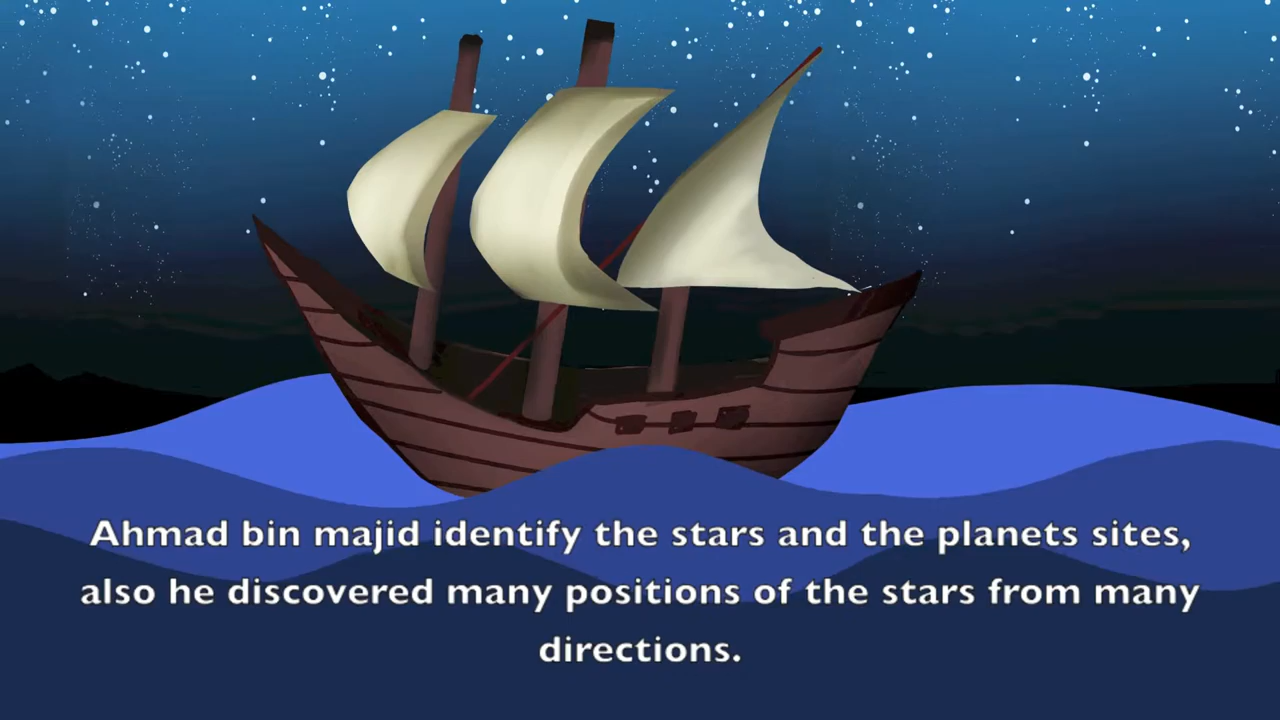 Ahmad bin majid identify the stars and the planets sites,
also he discovered many positions of the stars from many
directions.